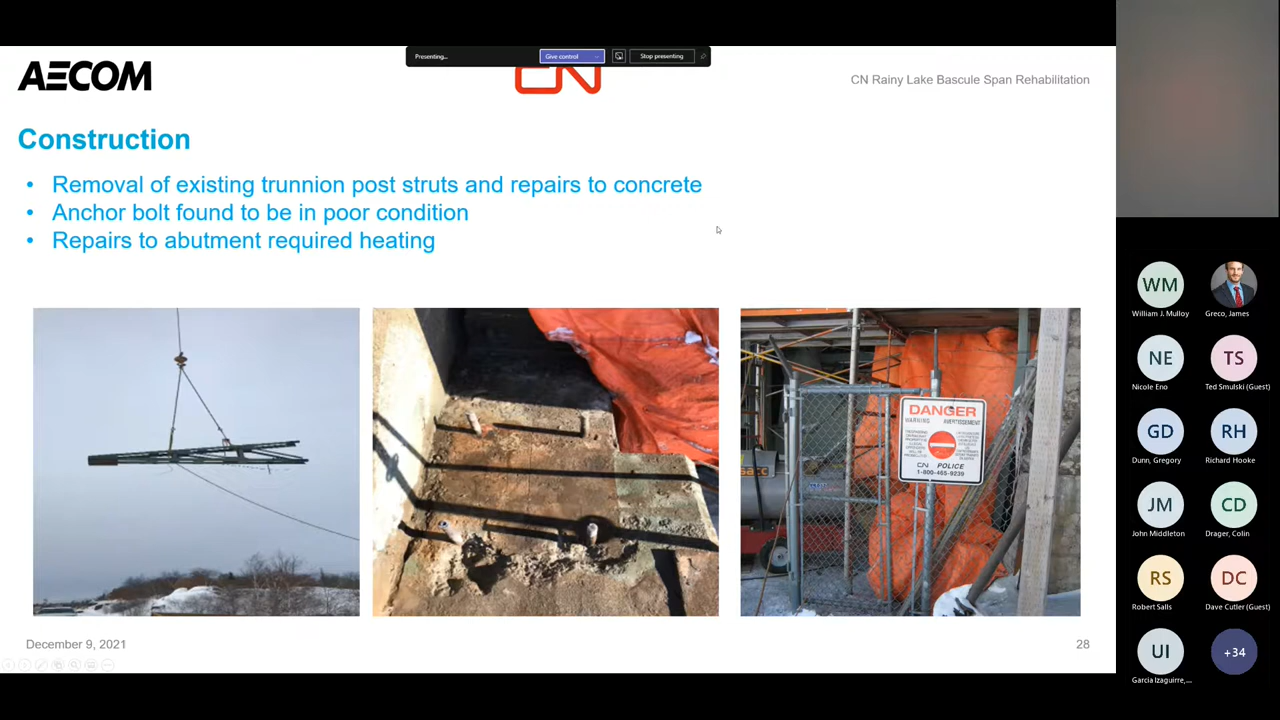 Presenting...
Give control
Stop presenting
AECOM
CN
CN Rainy Lake Bascule Span Rehabilitation
Construction
• Removal of existing trunnion post struts and repairs to concrete
• Anchor bolt found to be in poor condition
• Repairs to abutment required heating
DANGER
WARNING AVERTISSEMENT
CN POLICE
1-800-465-9239
December 9, 2021
28
WM
William J. Mulloy
Greco, James
NE
TS
Nicole Eno
Ted Smulski (Guest)
GD
RH
Dunn, Gregory
Richard Hooke
JM
CD
John Middleton
Drager, Colin
RS
DC
Robert Salls
Dave Cutler (Guest)
UI
+34
Garcia Izaguirre,...